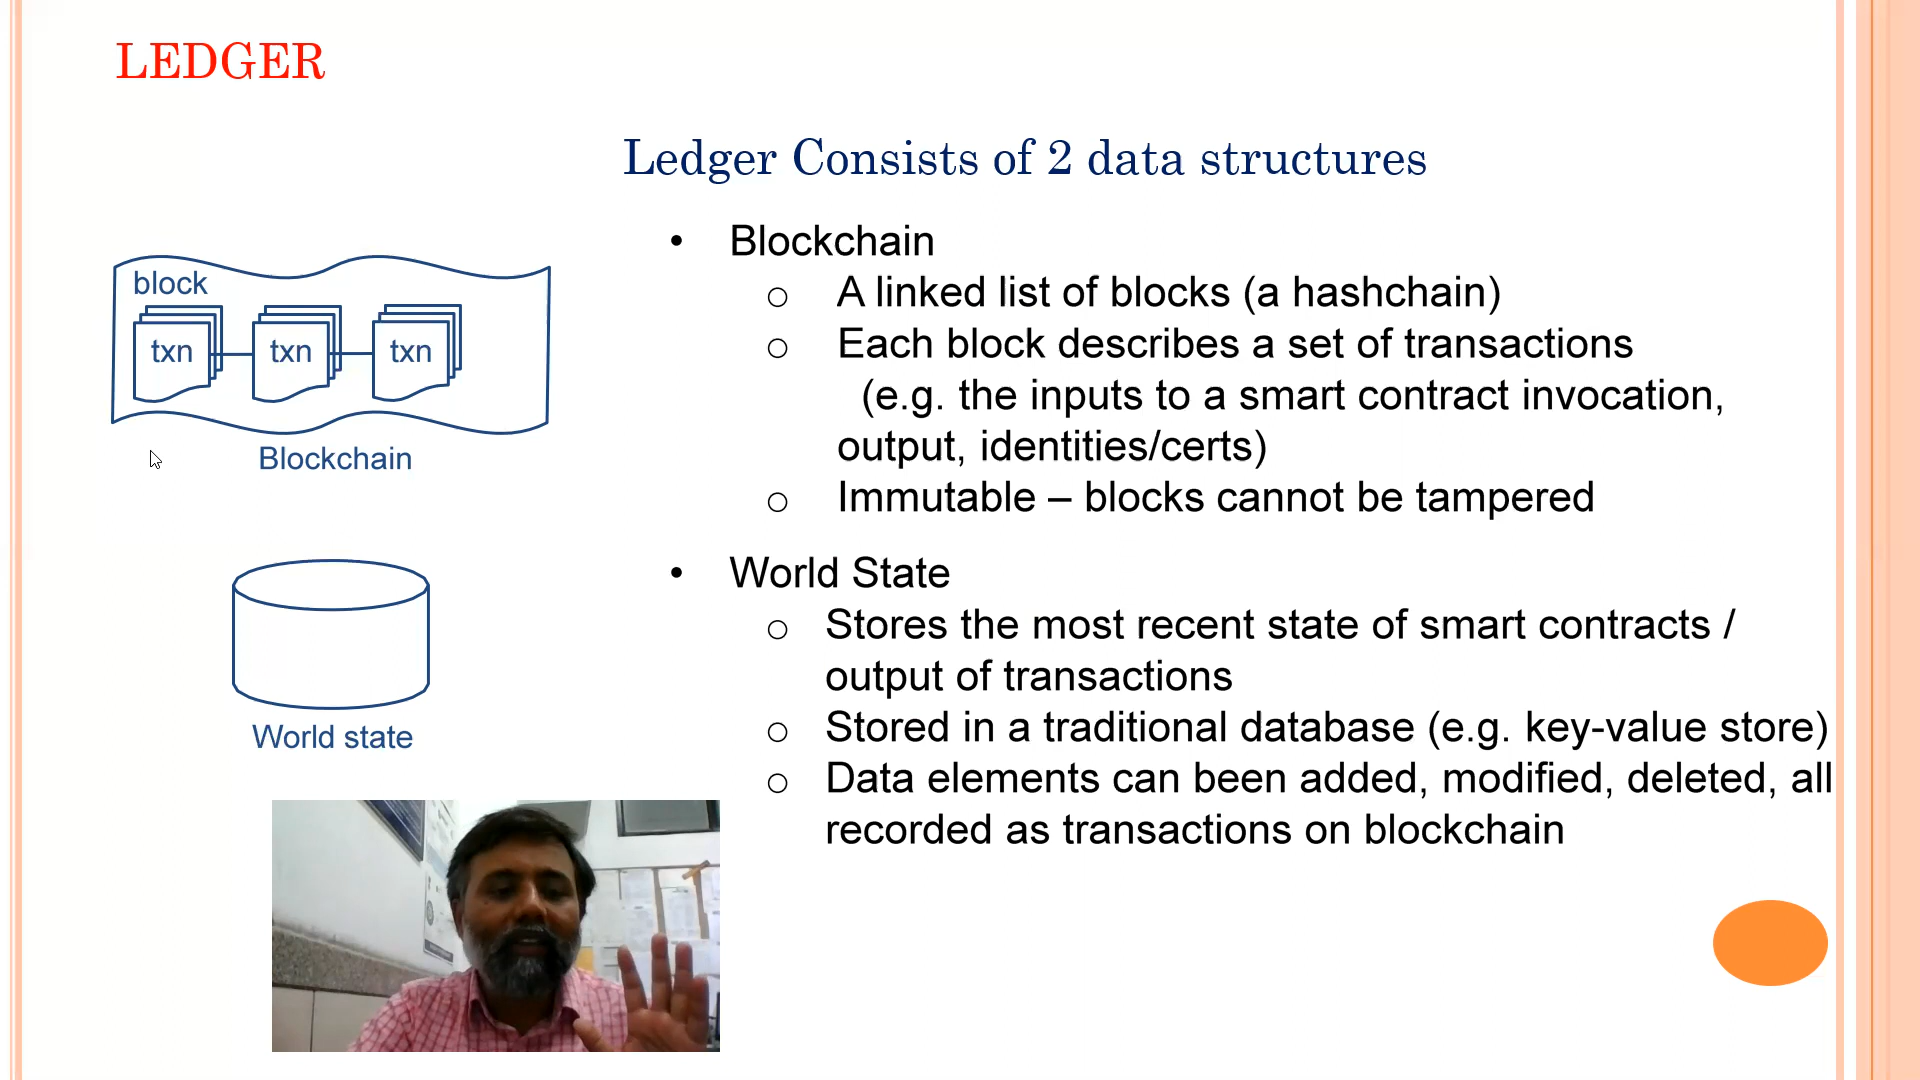 LEDGER
Ledger Consists of 2 data structures
• Blockchain
o A linked list of blocks (a hashchain)
o Each block describes a set of transactions
(e.g. the inputs to a smart contract invocation,
output, identities/certs)
o Immutable – blocks cannot be tampered
• World State
o Stores the most recent state of smart contracts /
output of transactions
o Stored in a traditional database (e.g. key-value store)
o Data elements can been added, modified, deleted, all
recorded as transactions on blockchain
block
txn txn txn
Blockchain
World state